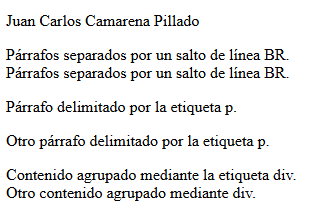 Juan Carlos Camarena Pillado
Párrafos separados por un salto de línea BR.
Párrafos separados por un salto de línea BR.
Párrafo delimitado por la etiqueta p.
Otro párrafo delimitado por la etiqueta p.
Contenido agrupado mediante la etiqueta div.
Otro contenido agrupado mediante div.